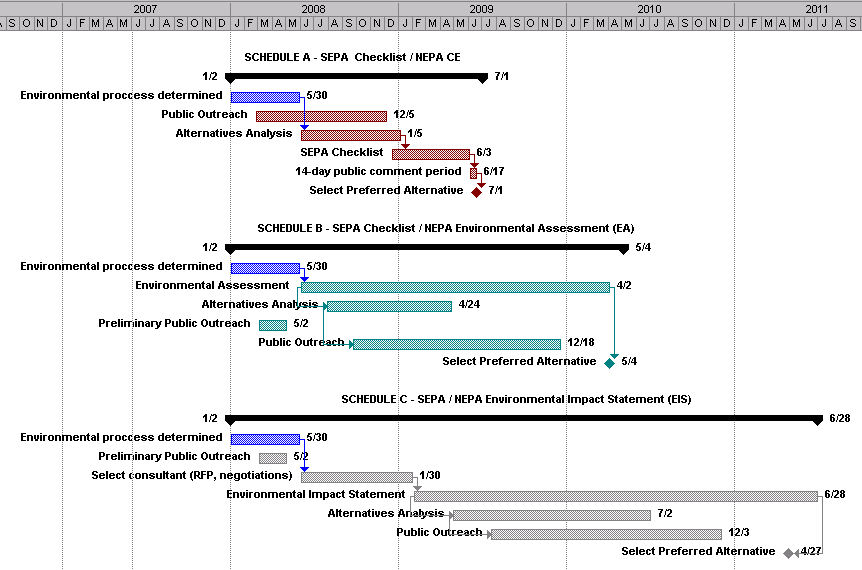 2007 2008 2009 2010 2011
S O N D J F M A M J J A S O N D J F M A M J J A S O N D J F M A M J J A S O N D J F M A M J J A S O N D J F M A M J J A S
SCHEDULE A - SEPA Checklist / NEPA CE
1/2 7/1
Environmental proccess determined 5/30
Public Outreach 12/5
Alternatives Analysis 1/5
SEPA Checklist 6/3
14-day public comment period 6/17
Select Preferred Alternative 7/1
SCHEDULE B - SEPA Checklist / NEPA Environmental Assessment (EA)
1/2 5/4
Environmental proccess determined 5/30
Environmental Assessment 4/2
Alternatives Analysis 4/24
Preliminary Public Outreach 5/2
Public Outreach 12/18
Select Preferred Alternative 5/4
SCHEDULE C - SEPA / NEPA Environmental Impact Statement (EIS)
1/2 6/28
Environmental proccess determined 5/30
Preliminary Public Outreach 5/2
Select consultant (RFP, negotiations) 1/30
Environmental Impact Statement 6/28
Alternatives Analysis 7/2
Public Outreach 12/3
Select Preferred Alternative 4/27